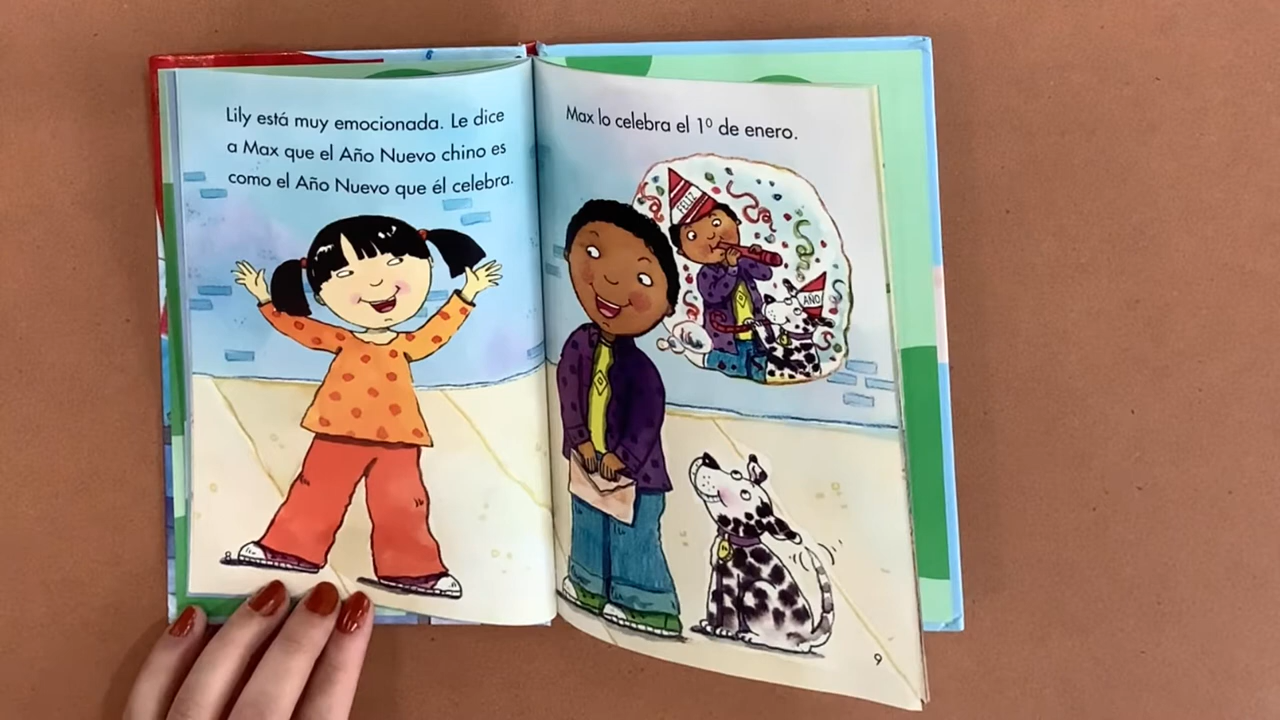 Lily está muy emocionada. Le dice
a Max que el Año Nuevo chino es
como el Año Nuevo que él celebra.
8
Max lo celebra el 1º de enero.
FELIZ
AÑO
9